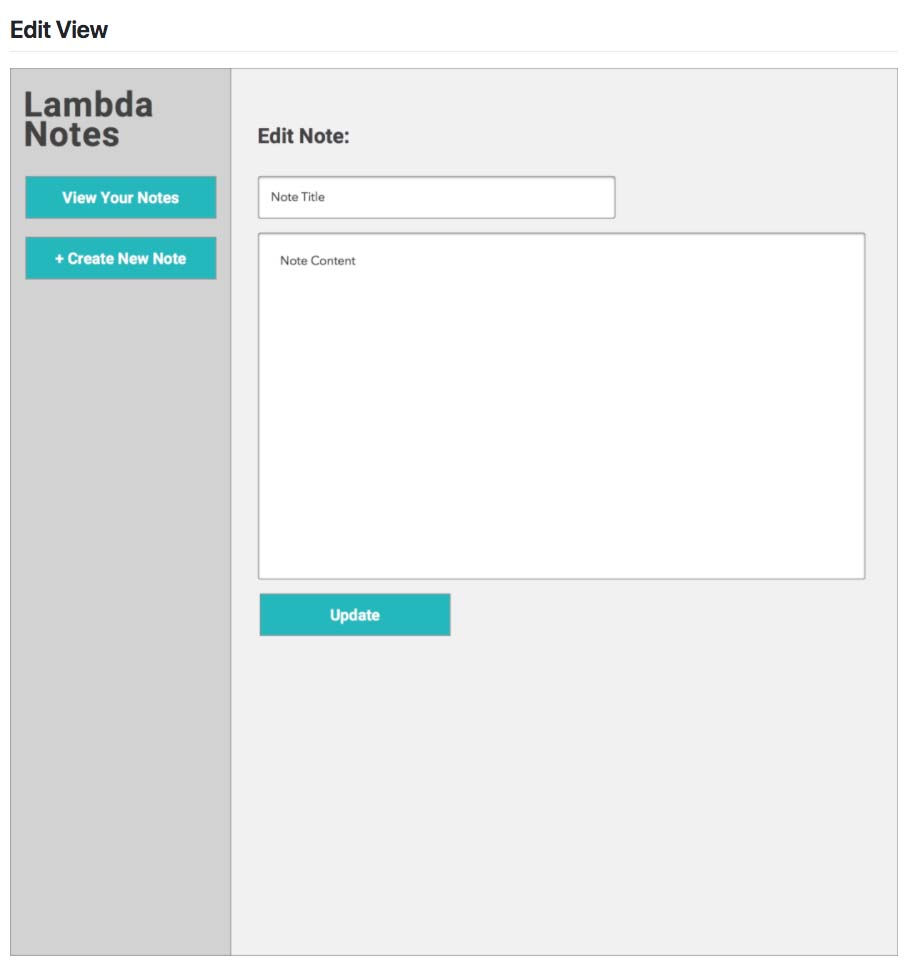 Edit View
Lambda
Notes
View Your Notes
+ Create New Note
Edit Note:
Note Title
Note Content
Update